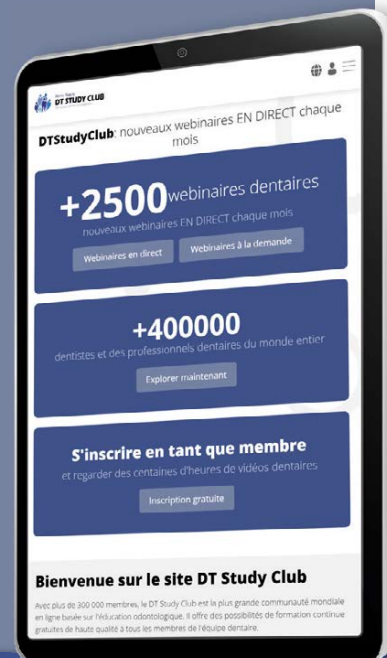 DT STUDY CLUB
DTStudyClub: nouveaux webinaires EN DIRECT chaque
mois
+2500 webinaires dentaires
nouveaux webinaires EN DIRECT chaque mois
Webinaires en direct Webinaires à la demande
+400000
dentistes et des professionnels dentaires du monde entier
Explorer maintenant
S'inscrire en tant que membre
et regarder des centaines d'heures de vidéos dentaires
Inscription gratuite
Bienvenue sur le site DT Study Club
Avec plus de 300 000 membres, le DT Study Club est la plus grande communauté mondiale
en ligne basée sur l'éducation odontologique. Il offre des possibilités de formation continue
gratuites de haute qualité à tous les membres de l'équipe dentaire.